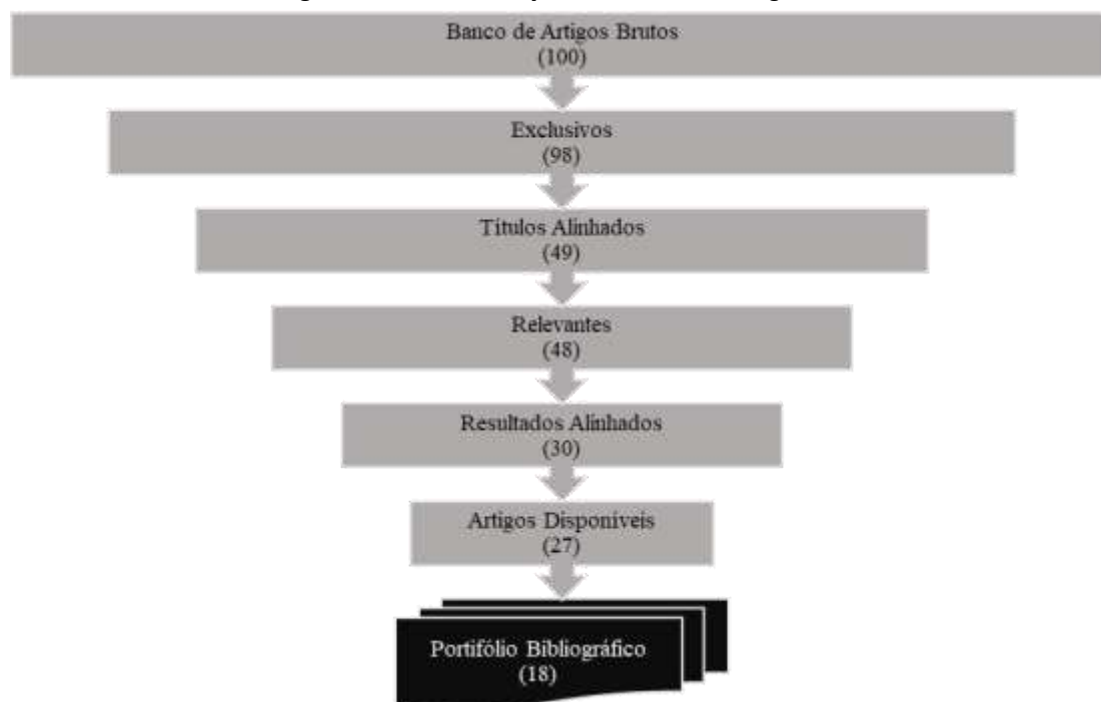 Banco de Artigos Brutos
(100)
Exclusivos
(98)
Títulos Alinhados
(49)
Relevantes
(48)
Resultados Alinhados
(30)
Artigos Disponíveis
(27)
Portifólio Bibliográfico
(18)